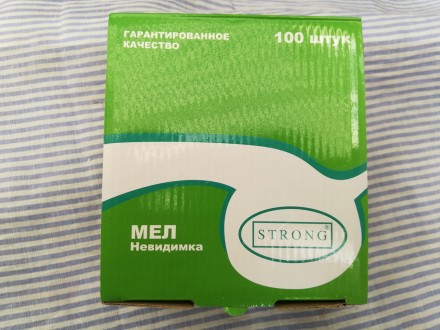 ГАРАНТИРОВАННОЕ
КАЧЕСТВО
100 штук
STRONG®
МЕЛ
Невидимка